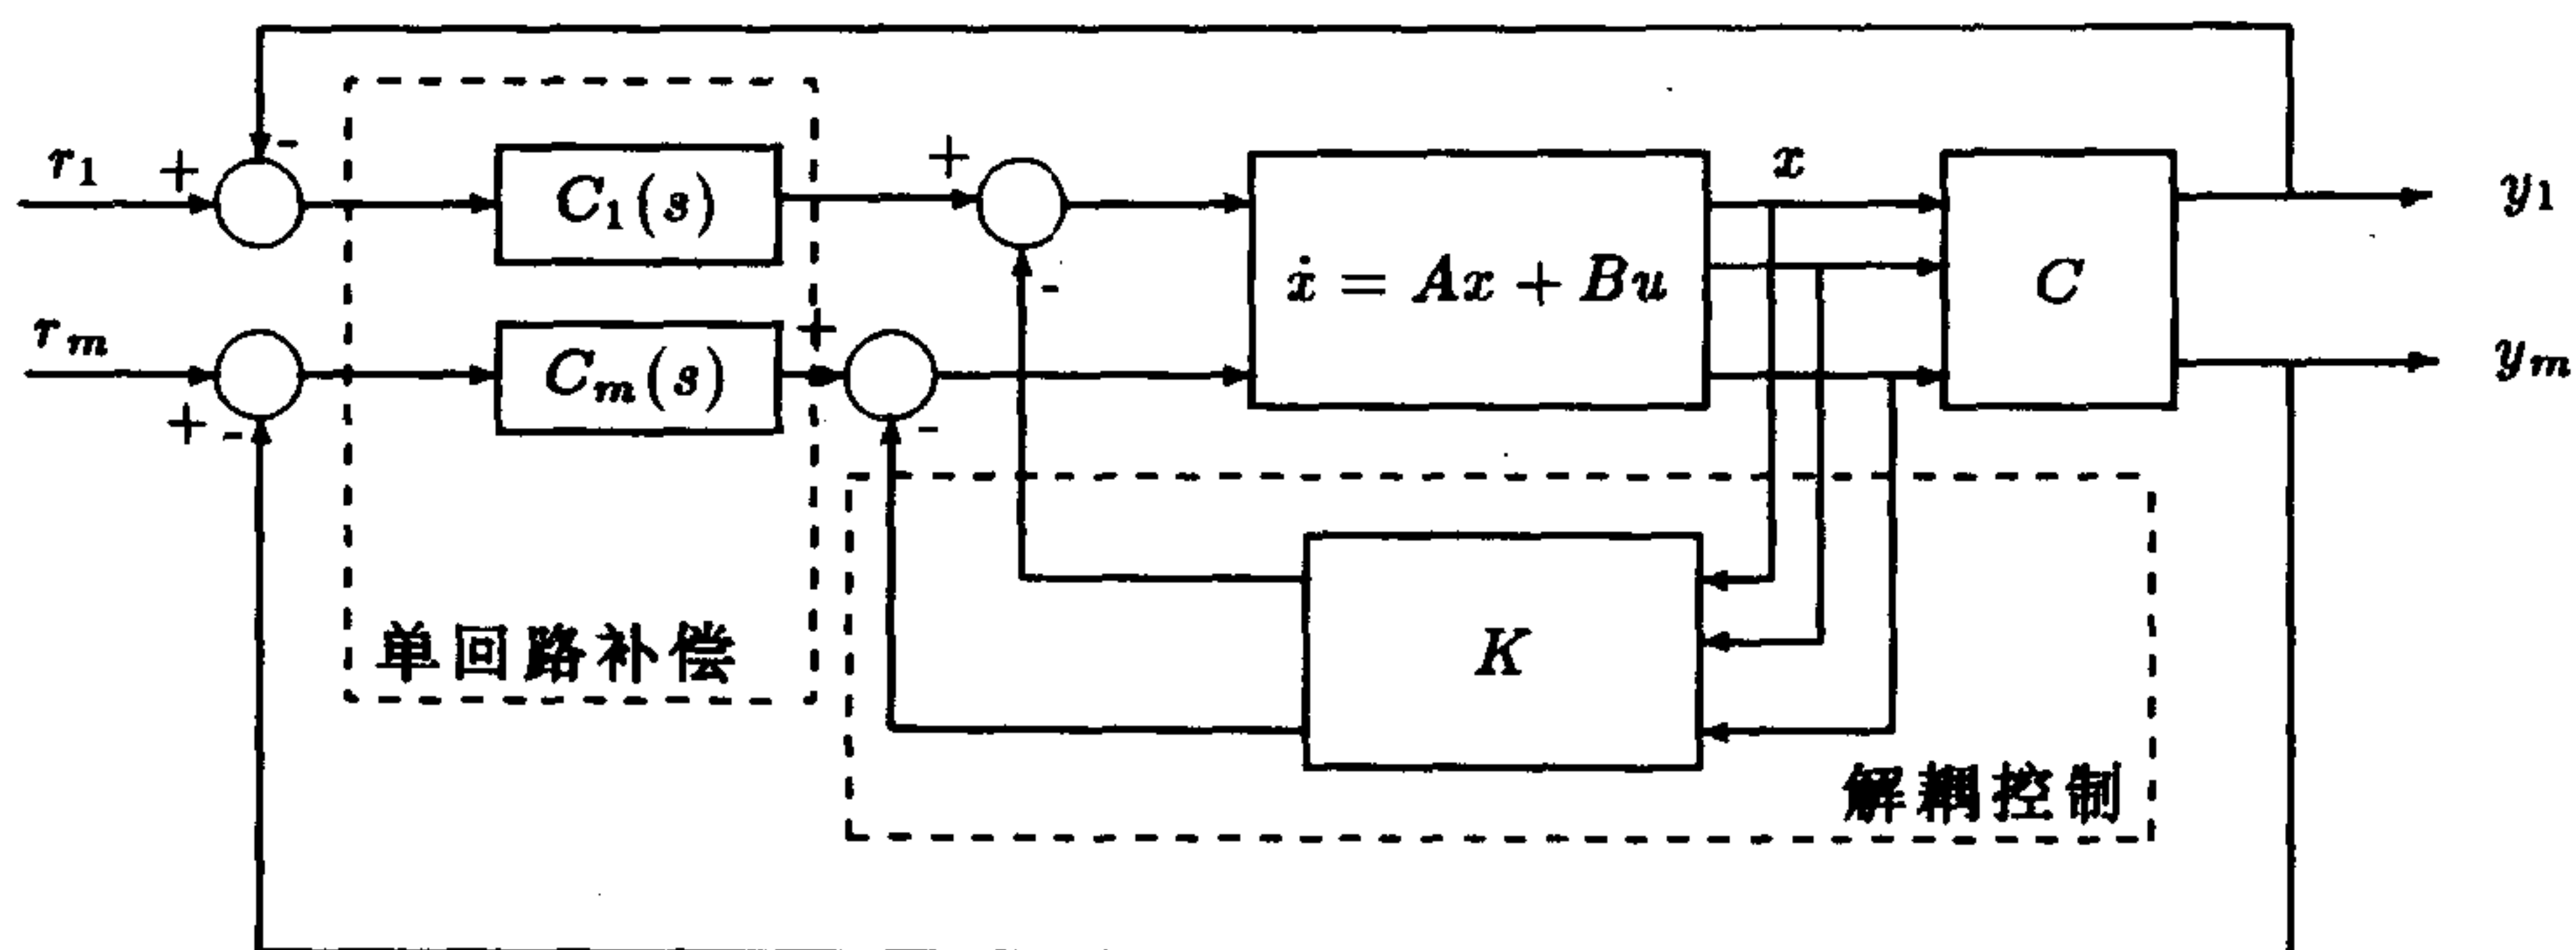 r₁
+
-
C₁(s)
+
-
ẋ = Ax + Bu
x
C
y₁
rₘ
+
-
Cₘ(s)
+
-
yₘ
K
单回路补偿
解耦控制